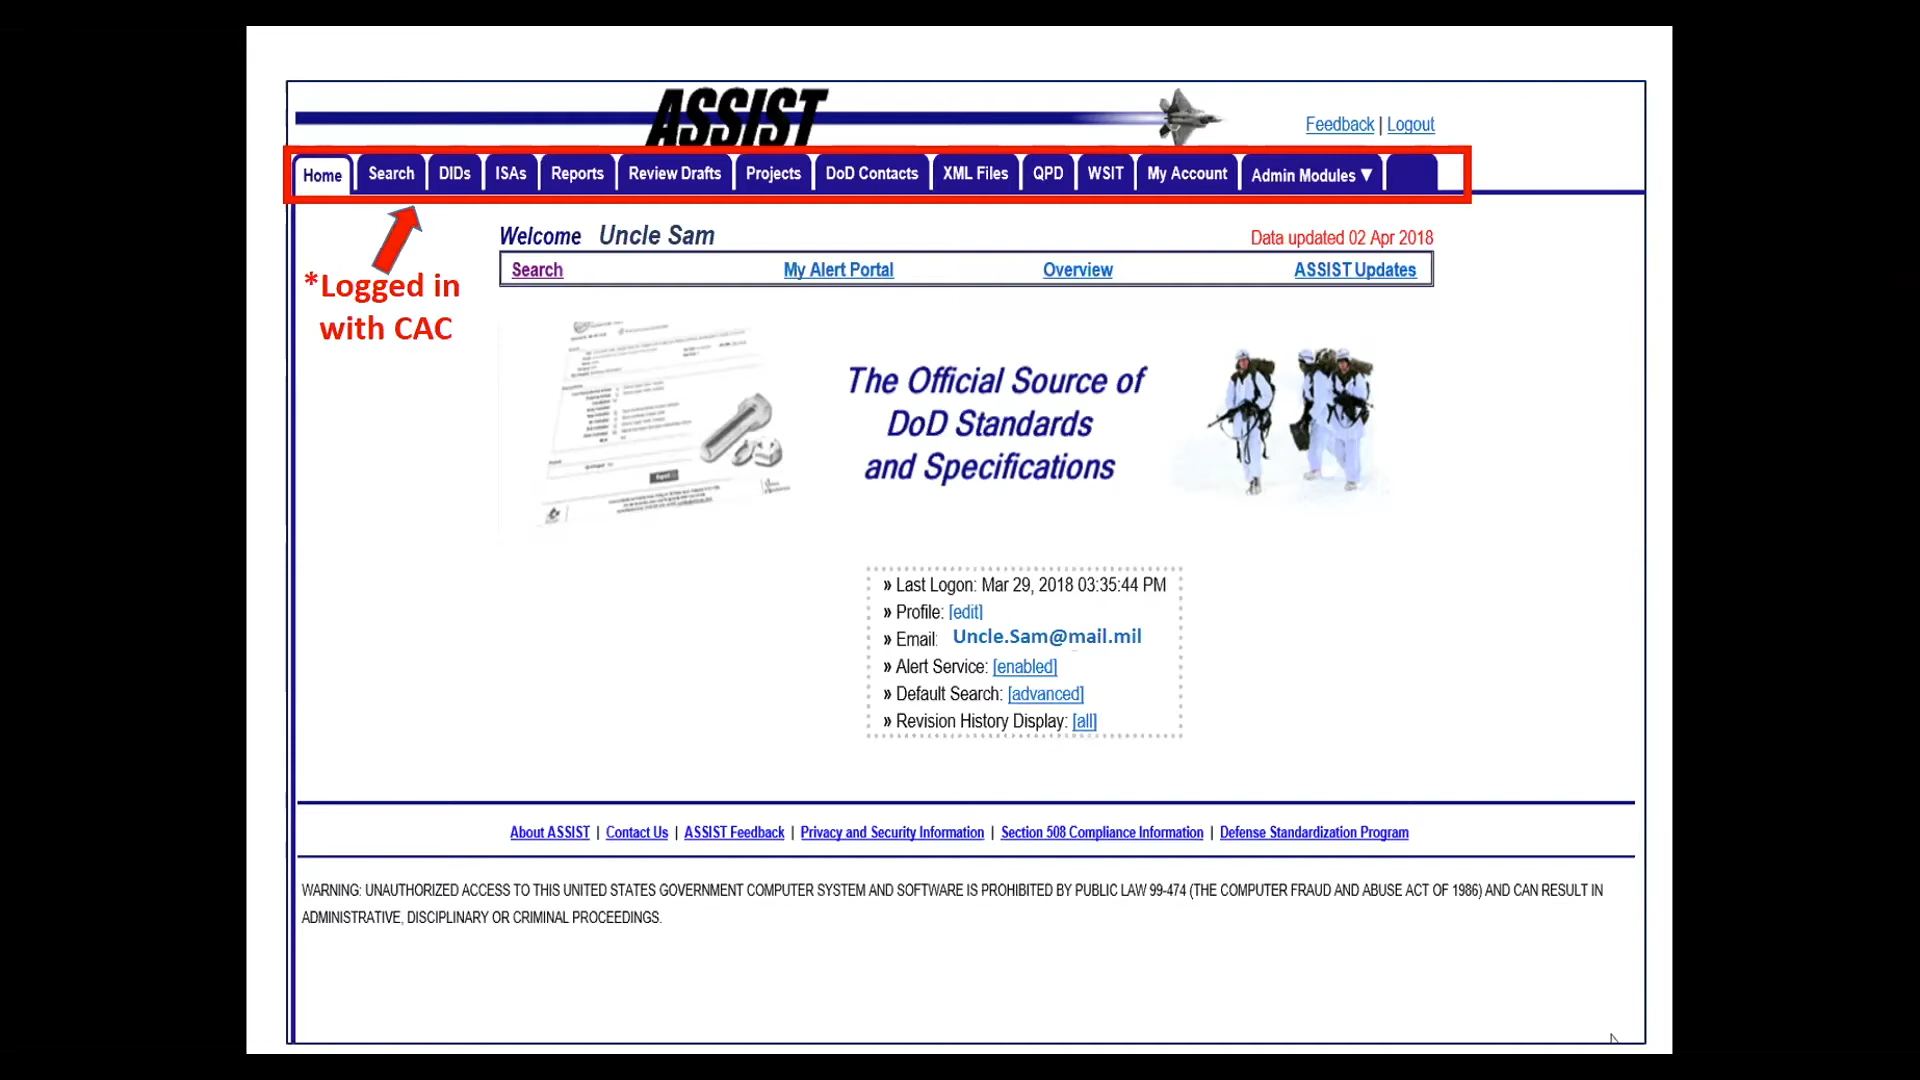 ASSIST
Feedback | Logout
Home Search DIDs ISAs Reports Review Drafts Projects DoD Contacts XML Files QPD WSIT My Account Admin Modules ▼
*Logged in
with CAC
Welcome Uncle Sam
Data updated 02 Apr 2018
Search My Alert Portal Overview ASSIST Updates
The Official Source of
DoD Standards
and Specifications
» Last Logon: Mar 29, 2018 03:35:44 PM
» Profile: [edit]
» Email: Uncle.Sam@mail.mil
» Alert Service: [enabled]
» Default Search: [advanced]
» Revision History Display: [all]
About ASSIST | Contact Us | ASSIST Feedback | Privacy and Security Information | Section 508 Compliance Information | Defense Standardization Program
WARNING: UNAUTHORIZED ACCESS TO THIS UNITED STATES GOVERNMENT COMPUTER SYSTEM AND SOFTWARE IS PROHIBITED BY PUBLIC LAW 99-474 (THE COMPUTER FRAUD AND ABUSE ACT OF 1986) AND CAN RESULT IN
ADMINISTRATIVE, DISCIPLINARY OR CRIMINAL PROCEEDINGS.